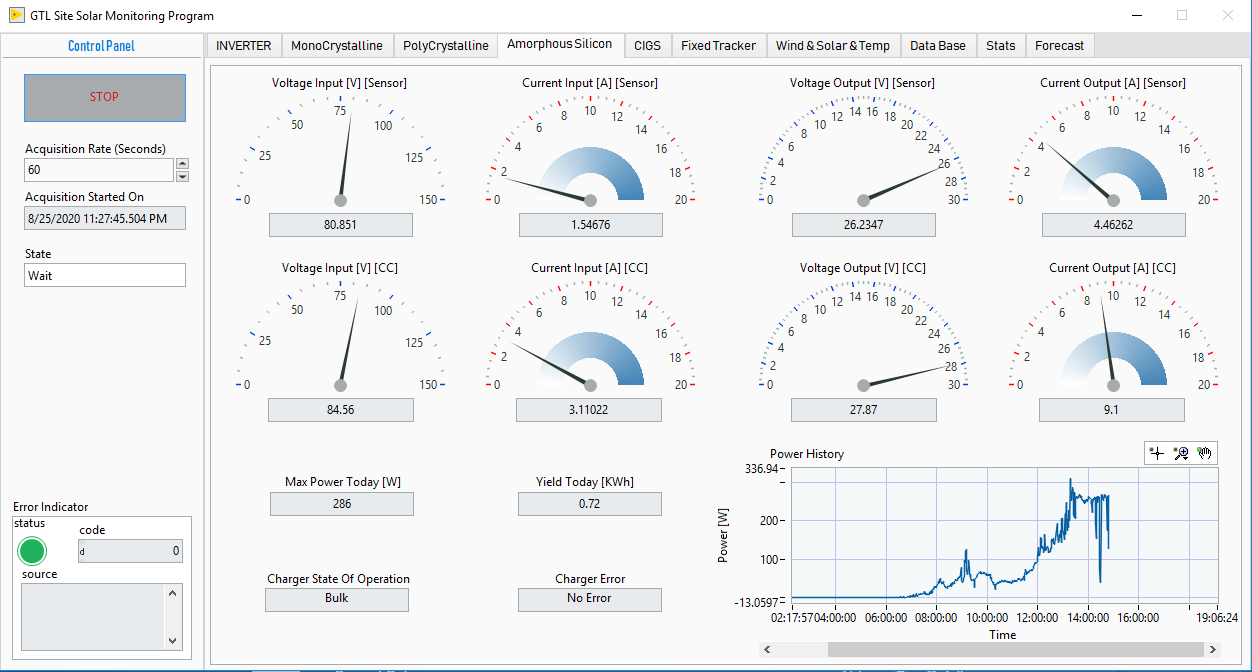 GTL Site Solar Monitoring Program
Control Panel
STOP
Acquisition Rate (Seconds)
60
Acquisition Started On
8/25/2020 11:27:45.504 PM
State
Wait
Error Indicator
status
code
d 0
source
INVERTER MonoCrystalline PolyCrystalline Amorphous Silicon CIGS Fixed Tracker Wind & Solar & Temp Data Base Stats Forecast
Voltage Input [V] [Sensor]
0 25 50 75 100 125 150
80.851
Current Input [A] [Sensor]
0 2 4 6 8 10 12 14 16 18 20
1.54676
Voltage Output [V] [Sensor]
0 2 4 6 8 10 12 14 16 18 20 22 24 26 28 30
26.2347
Current Output [A] [Sensor]
0 2 4 6 8 10 12 14 16 18 20
4.46262
Voltage Input [V] [CC]
0 25 50 75 100 125 150
84.56
Current Input [A] [CC]
0 2 4 6 8 10 12 14 16 18 20
3.11022
Voltage Output [V] [CC]
0 2 4 6 8 10 12 14 16 18 20 22 24 26 28 30
27.87
Current Output [A] [CC]
0 2 4 6 8 10 12 14 16 18 20
9.1
Max Power Today [W]
286
Yield Today [KWh]
0.72
Charger State Of Operation
Bulk
Charger Error
No Error
Power History
Power [W]
336.94
200
100
-13.0597
02:17:57 04:00:00 06:00:00 08:00:00 10:00:00 12:00:00 14:00:00 16:00:00 19:06:24
Time